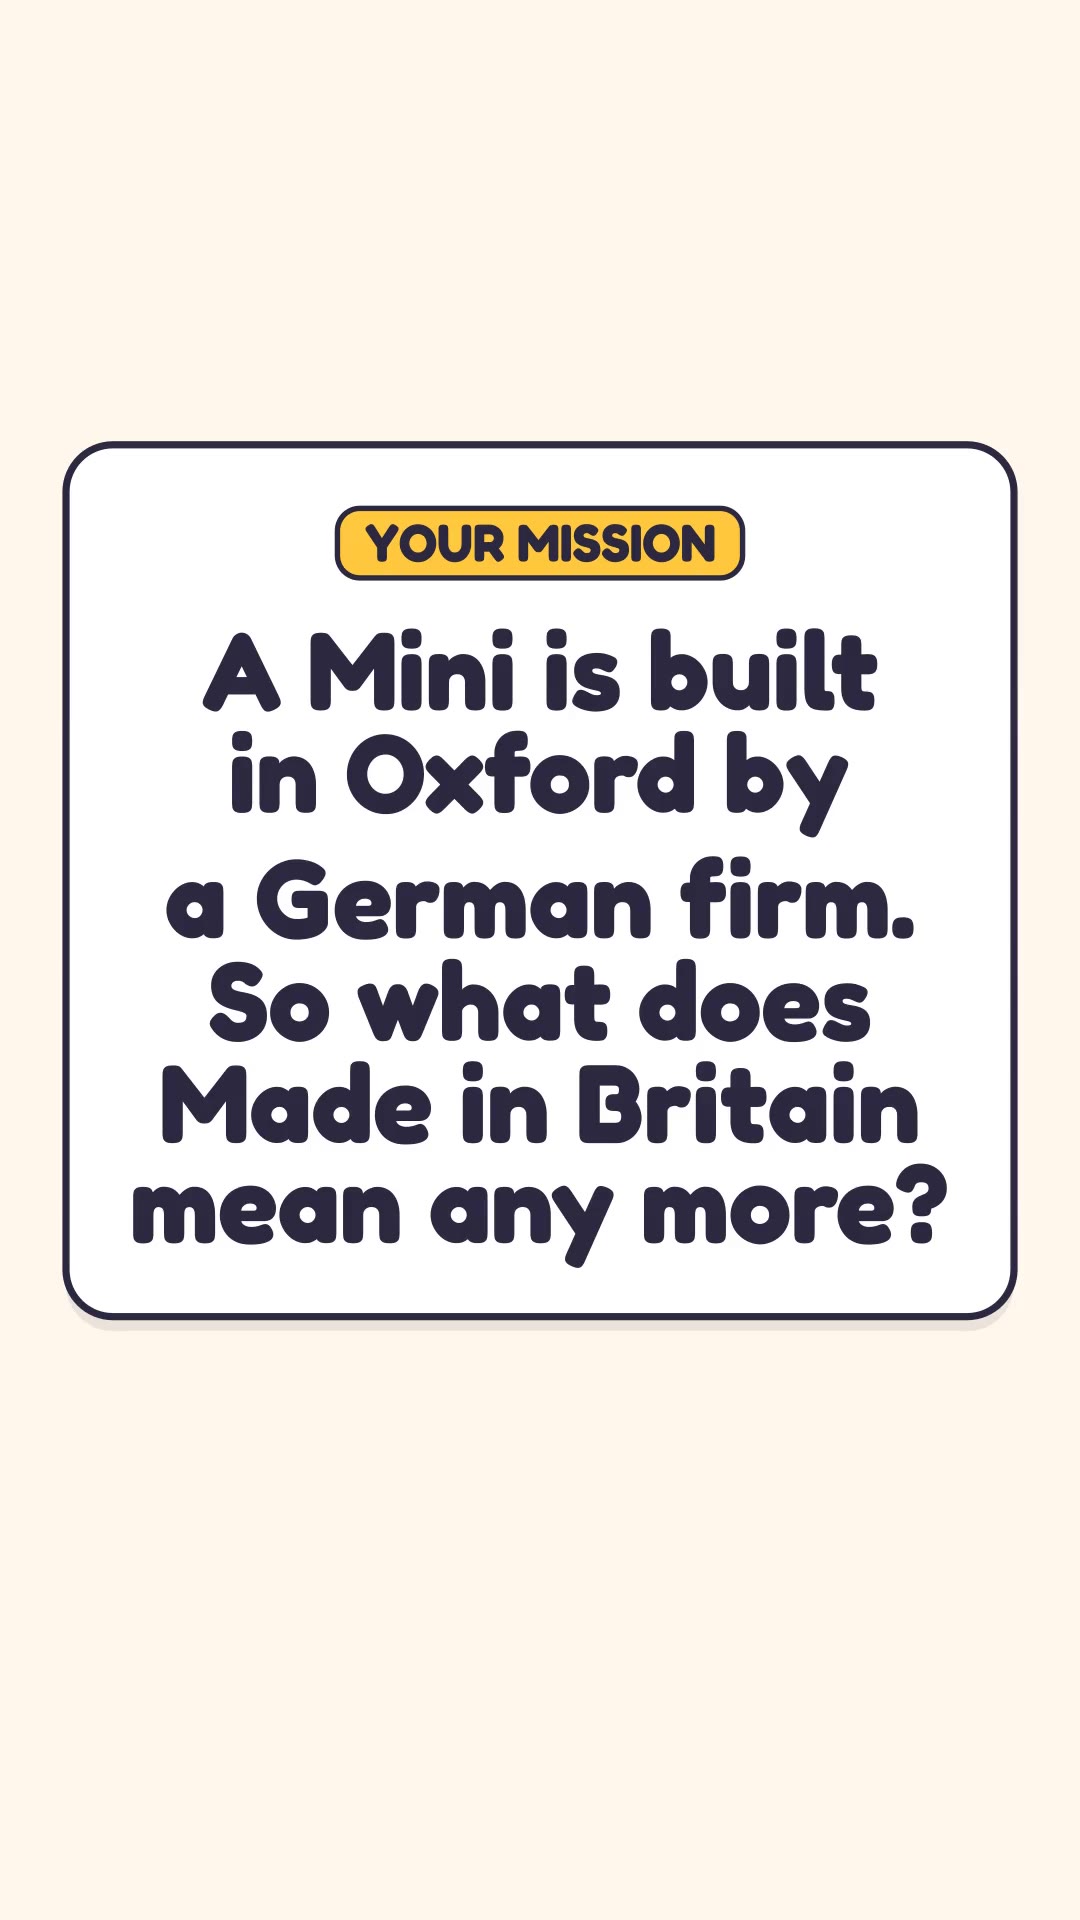 YOUR MISSION
A Mini is built
in Oxford by
a German firm.
So what does
Made in Britain
mean any more?